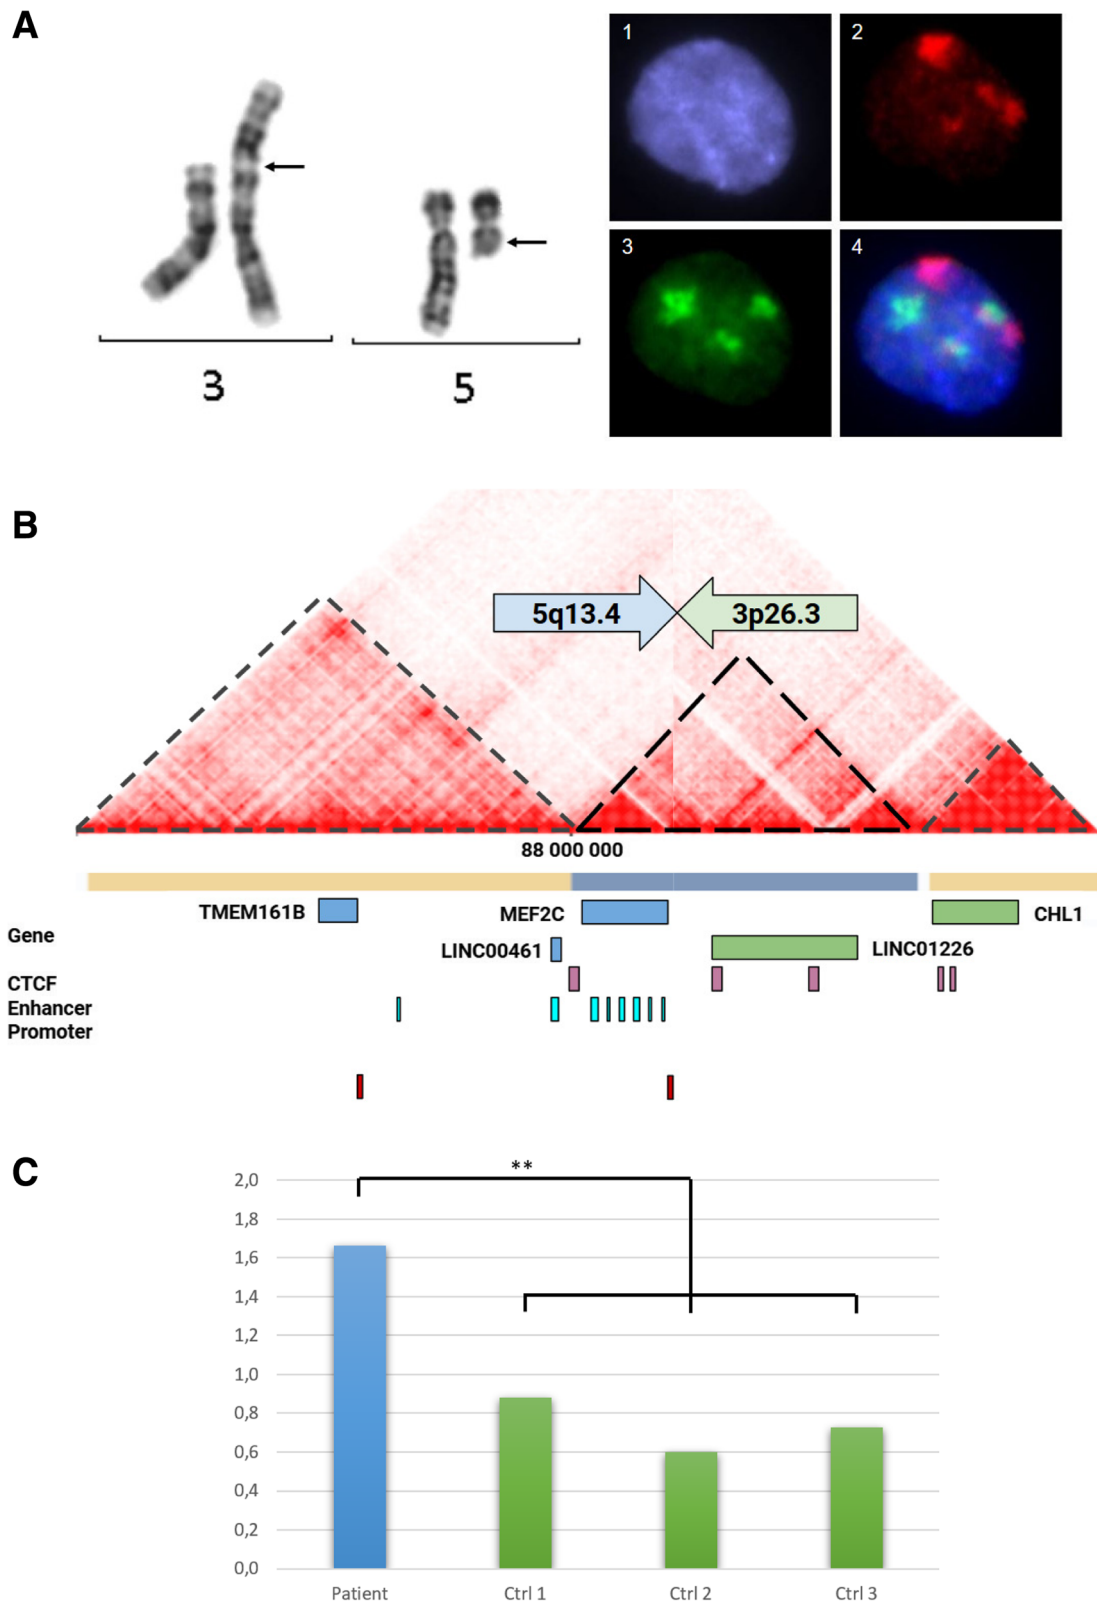 A
1
2
3
4
3
5
B
5q13.4
3p26.3
88 000 000
TMEM161B
MEF2C
CHL1
Gene
LINC00461
LINC01226
CTCF
Enhancer
Promoter
C
**
2,0
1,8
1,6
1,4
1,2
1,0
0,8
0,6
0,4
0,2
0,0
Patient
Ctrl 1
Ctrl 2
Ctrl 3